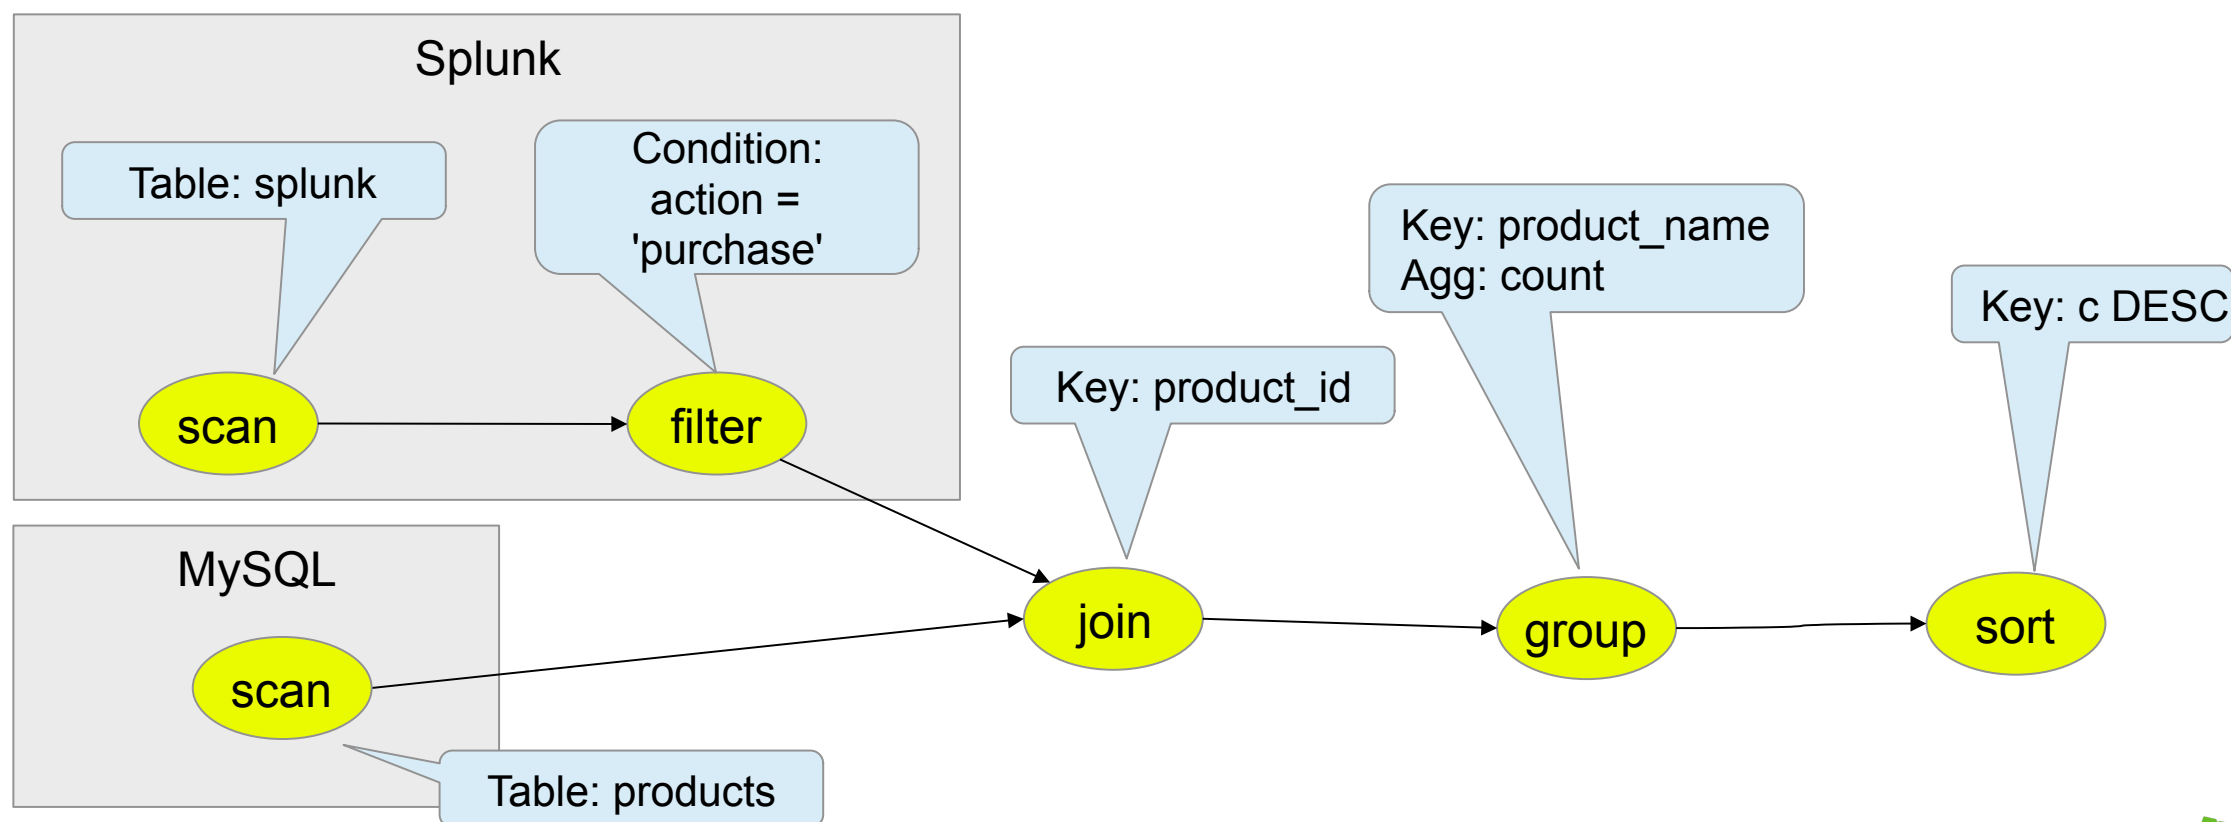 Splunk
Table: splunk
Condition:
action =
'purchase'
Key: product_name
Agg: count
Key: c DESC
Key: product_id
scan
filter
MySQL
join
group
sort
scan
Table: products